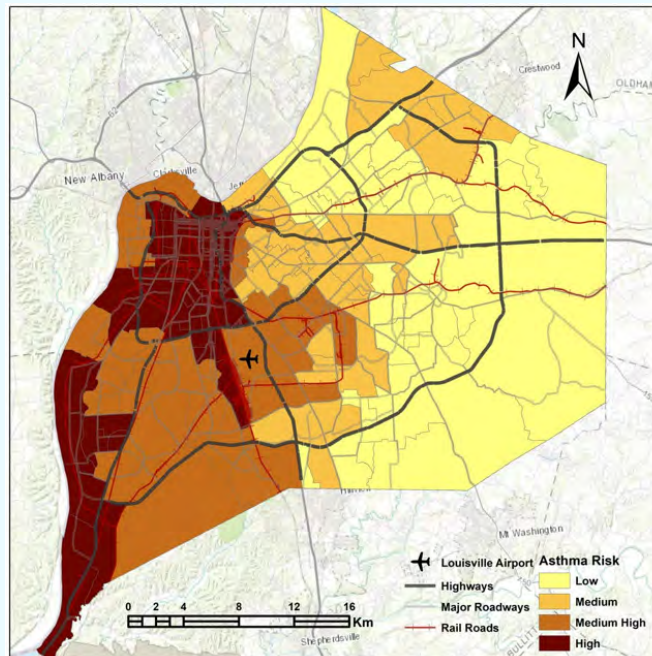 N
Crestwood
OLDHAM
New Albany
Clarksville
Mt Washington
Louisville Airport
Highways
Major Roadways
Rail Roads
Asthma Risk
Low
Medium
Medium High
High
0 2 4 8 12 16
Km
Shepherdsville